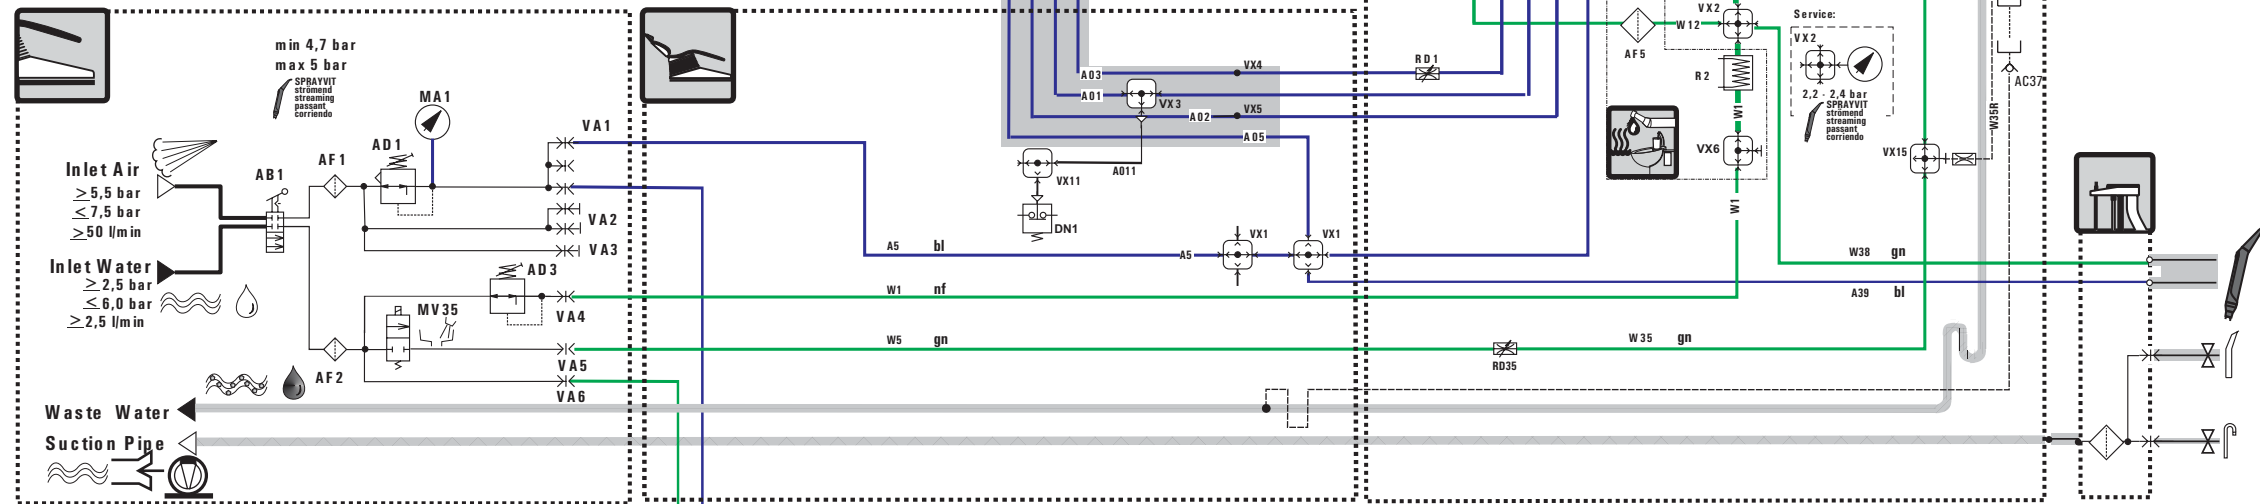 min 4,7 bar
max 5 bar
SPRAYVIT
strömend
streaming
passant
corriendo
MA1
AD1
AF1
AB1
VA1
VA2
VA3
Inlet Air
≥ 5,5 bar
≤ 7,5 bar
≥ 50 l/min
Inlet Water
≥ 2,5 bar
≤ 6,0 bar
≥ 2,5 l/min
AD3
MV35
VA4
VA5
VA6
AF2
Waste Water
Suction Pipe
A03
A01
A02
A05
VX4
VX3
VX5
A011
VX11
DN1
A5 bl
A5
VX1
VX1
W1 nf
W5 gn
RD1
RD35
W35 gn
AF5
W12
VX2
R2
W1
VX6
W1
Service:
VX2
2,2 - 2,4 bar
SPRAYVIT
strömend
streaming
passant
corriendo
VX15
W35R
AC37
W38 gn
A39 bl